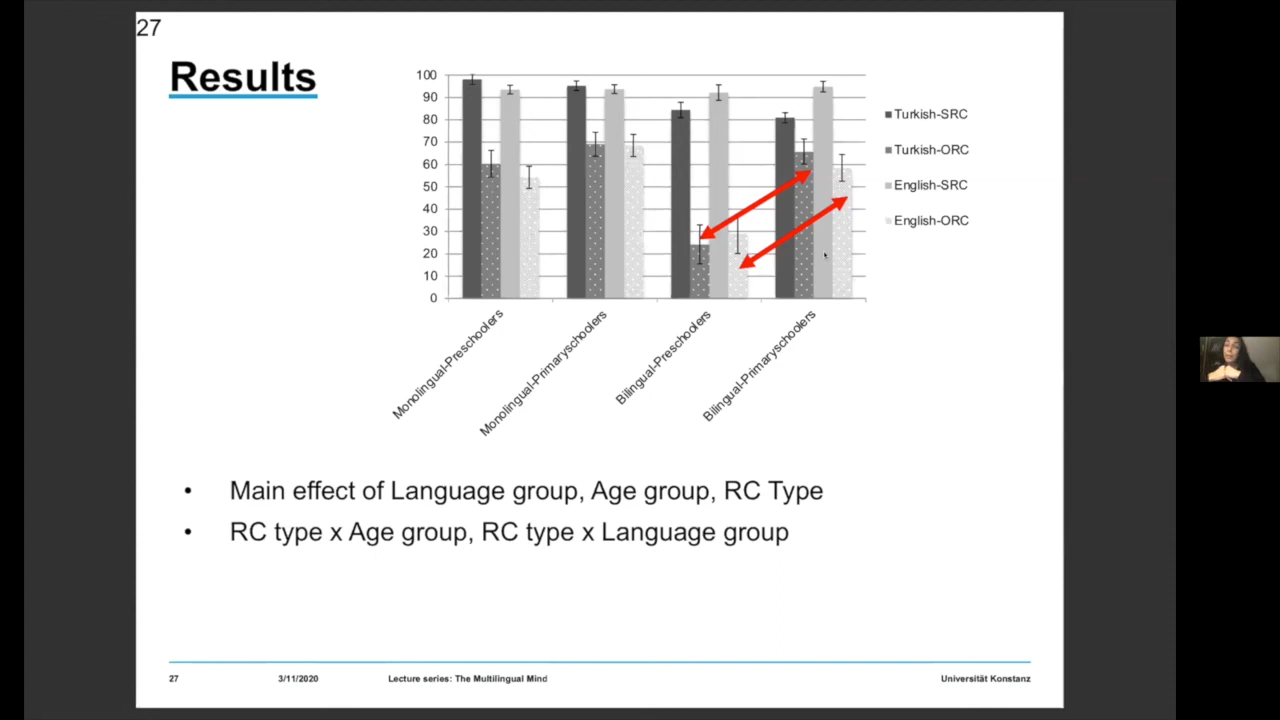 27
Results
100
90
80
70
60
50
40
30
20
10
0
Turkish-SRC
Turkish-ORC
English-SRC
English-ORC
Monolingual-Preschoolers
Monolingual-Primaryschoolers
Bilingual-Preschoolers
Bilingual-Primaryschoolers
• Main effect of Language group, Age group, RC Type
• RC type x Age group, RC type x Language group
27 3/11/2020 Lecture series: The Multilingual Mind Universität Konstanz